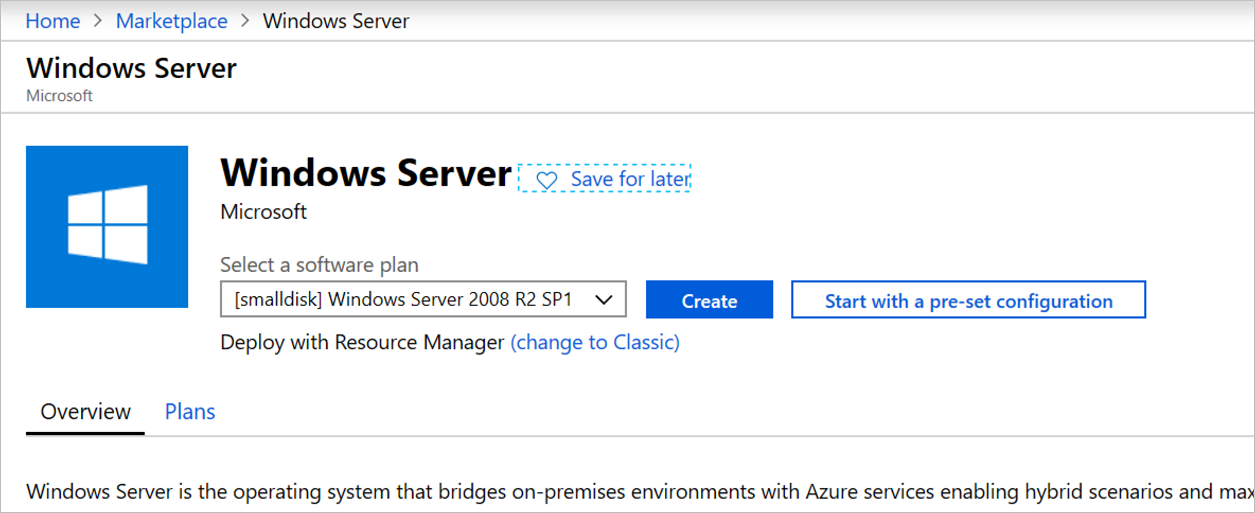 Home > Marketplace > Windows Server
Windows Server
Microsoft
Windows Server Save for later
Microsoft
Select a software plan
[smalldisk] Windows Server 2008 R2 SP1 Create Start with a pre-set configuration
Deploy with Resource Manager (change to Classic)
Overview Plans
Windows Server is the operating system that bridges on-premises environments with Azure services enabling hybrid scenarios and max